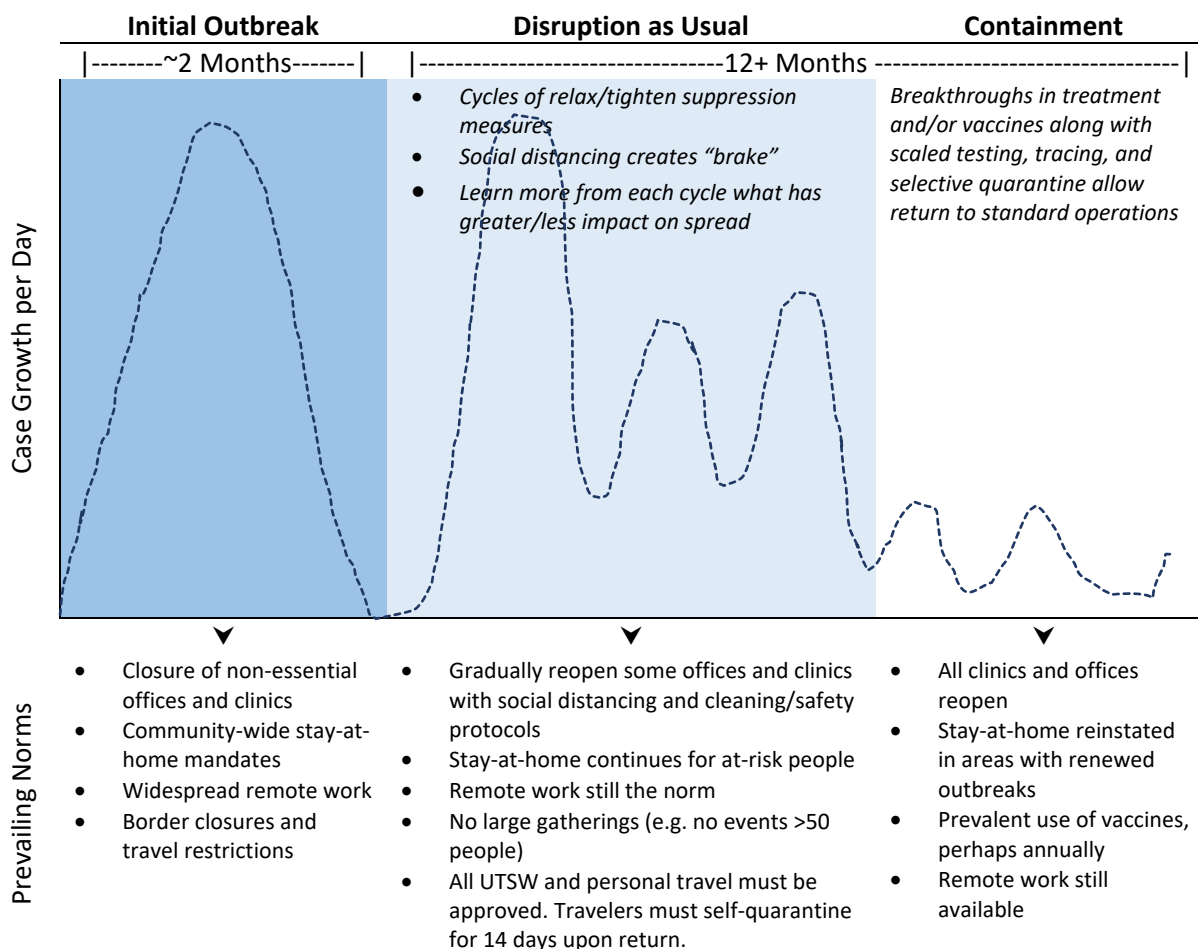 Initial Outbreak
Disruption as Usual
Containment
|--------~2 Months-------|
|-------------------------------12+ Months -------------------------------|
Case Growth per Day
• Cycles of relax/tighten suppression
measures
• Social distancing creates “brake”
• Learn more from each cycle what has
greater/less impact on spread
Breakthroughs in treatment
and/or vaccines along with
scaled testing, tracing, and
selective quarantine allow
return to standard operations
Prevailing Norms
• Closure of non-essential
offices and clinics
• Community-wide stay-at-
home mandates
• Widespread remote work
• Border closures and
travel restrictions
• Gradually reopen some offices and clinics
with social distancing and cleaning/safety
protocols
• Stay-at-home continues for at-risk people
• Remote work still the norm
• No large gatherings (e.g. no events >50
people)
• All UTSW and personal travel must be
approved. Travelers must self-quarantine
for 14 days upon return.
• All clinics and offices
reopen
• Stay-at-home reinstated
in areas with renewed
outbreaks
• Prevalent use of vaccines,
perhaps annually
• Remote work still
available